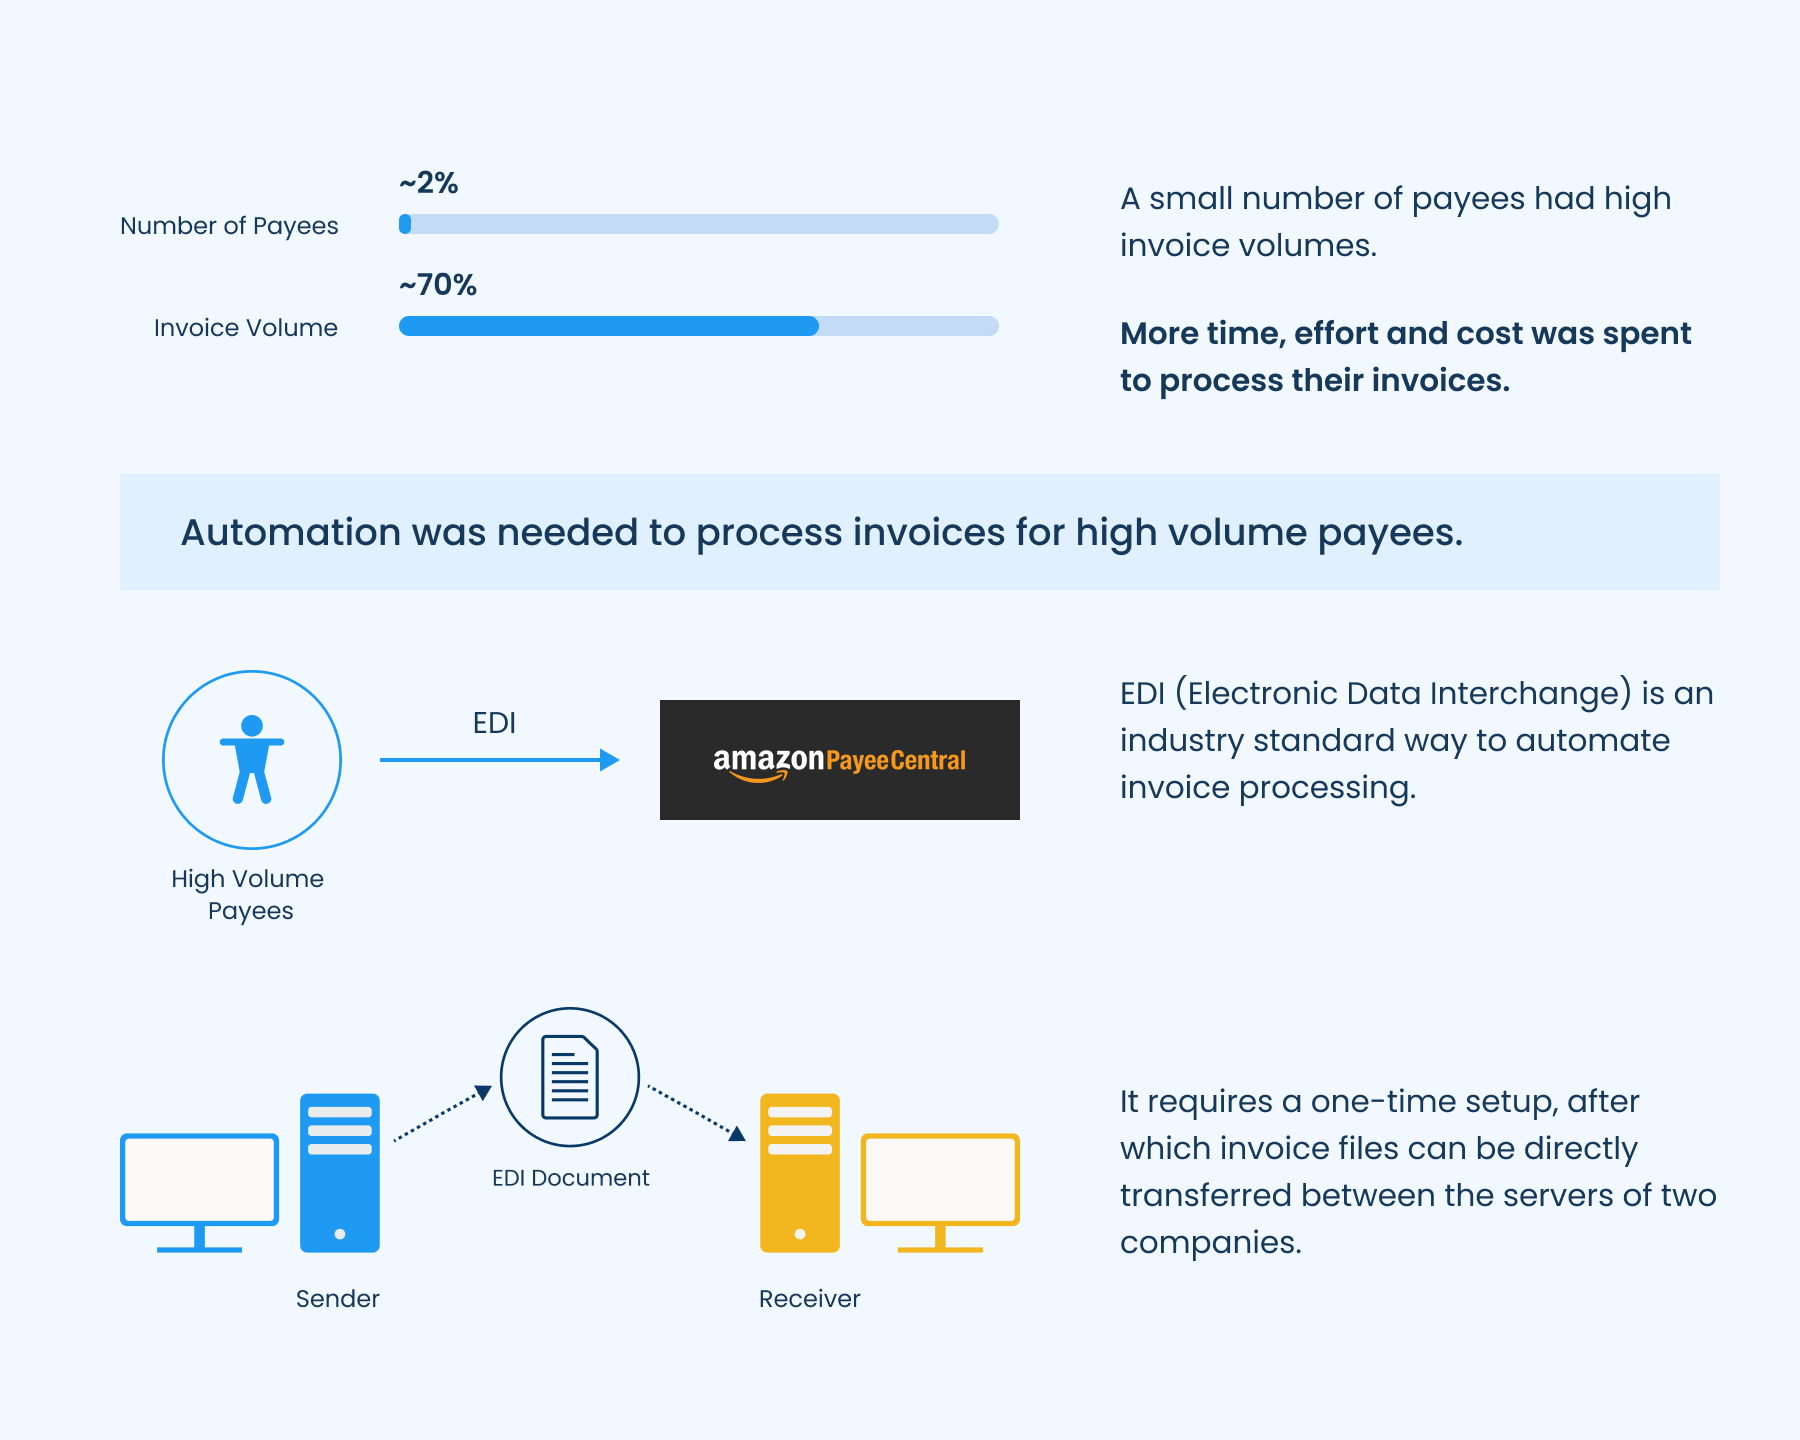 ~2%
Number of Payees
~70%
Invoice Volume
A small number of payees had high
invoice volumes.
More time, effort and cost was spent
to process their invoices.
Automation was needed to process invoices for high volume payees.
EDI
amazon PayeeCentral
High Volume
Payees
EDI (Electronic Data Interchange) is an
industry standard way to automate
invoice processing.
EDI Document
Sender
Receiver
It requires a one-time setup, after
which invoice files can be directly
transferred between the servers of two
companies.